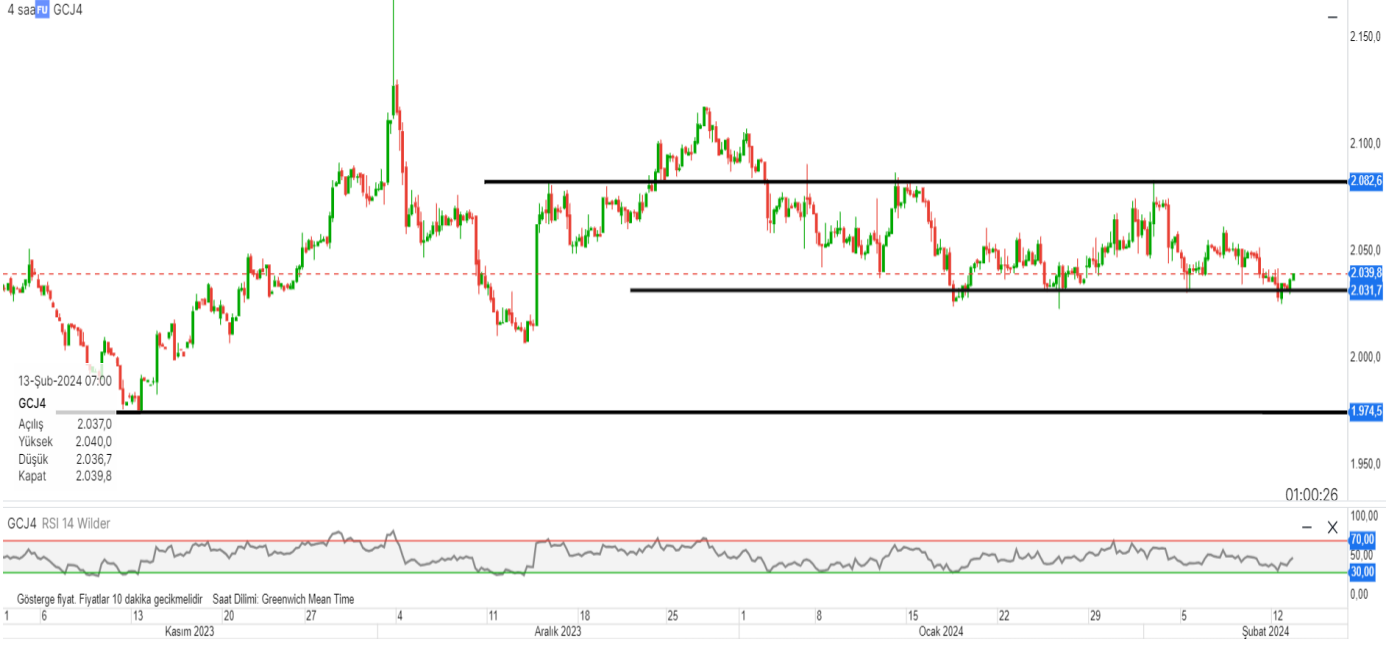 4 saa FU GCJ4
2.150,0
2.100,0
2.082,6
2.050,0
2.039,8
2.031,7
2.000,0
13-Şub-2024 07:00
GCJ4
1.974,5
Açılış 2.037,0
Yüksek 2.040,0
Düşük 2.036,7
1.950,0
Kapat 2.039,8
01:00:26
GCJ4 RSI 14 Wilder
100,00
70,00
50,00
30,00
0,00
Gösterge fiyat. Fiyatlar 10 dakika gecikmelidir Saat Dilimi: Greenwich Mean Time
1 6 13 20 27 4 11 18 25 1 8 15 22 29 5 12
Kasım 2023 Aralık 2023 Ocak 2024 Şubat 2024